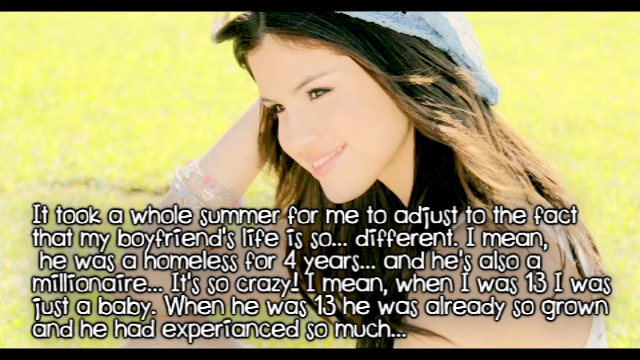 It took a whole summer for me to adjust to the fact
that my boyfriend's life is so... different. I mean,
he was a homeless for 4 years... and he's also a
millionaire... It's so crazy! I mean, when I was 13 I was
just a baby. When he was 13 he was already so grown
and he had experianced so much...